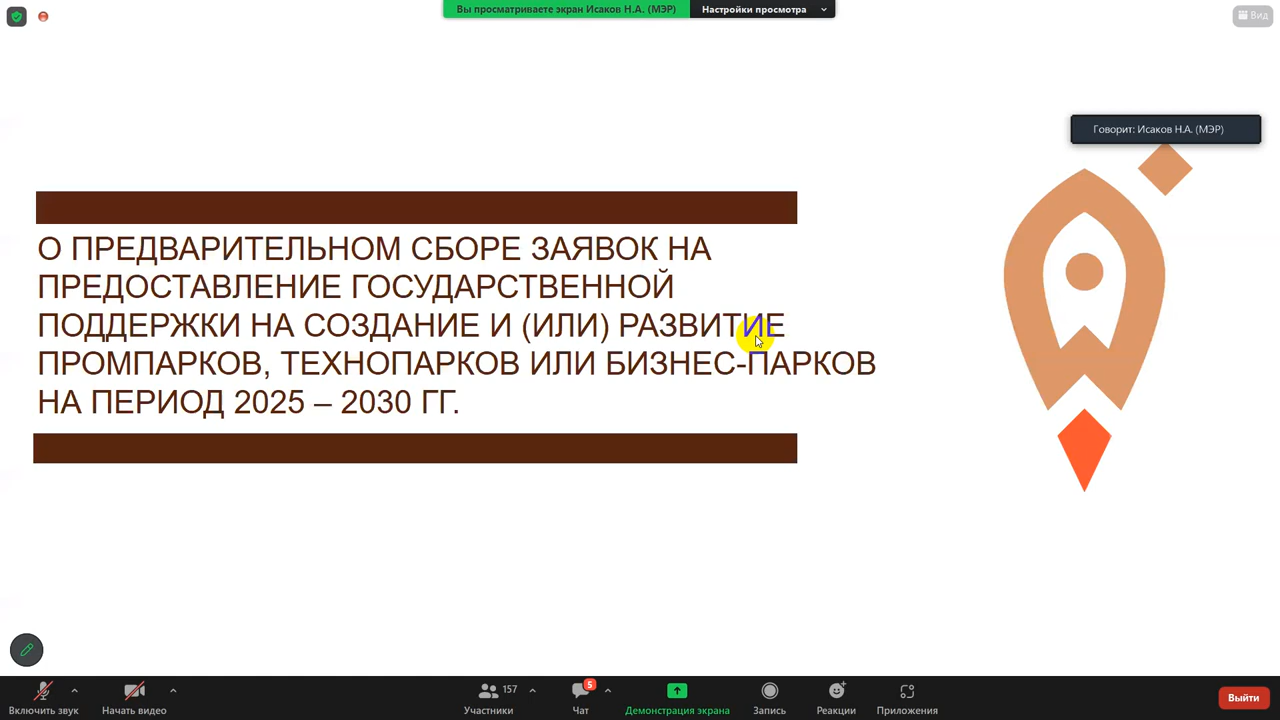 Вы просматриваете экран Исаков Н.А. (МЭР)
Настройки просмотра
Вид
Говорит: Исаков Н.А. (МЭР)
О ПРЕДВАРИТЕЛЬНОМ СБОРЕ ЗАЯВОК НА
ПРЕДОСТАВЛЕНИЕ ГОСУДАРСТВЕННОЙ
ПОДДЕРЖКИ НА СОЗДАНИЕ И (ИЛИ) РАЗВИТИЕ
ПРОМПАРКОВ, ТЕХНОПАРКОВ ИЛИ БИЗНЕС-ПАРКОВ
НА ПЕРИОД 2025 – 2030 ГГ.
157
5
Включить звук
Начать видео
Участники
Чат
Демонстрация экрана
Запись
Реакции
Приложения
Выйти